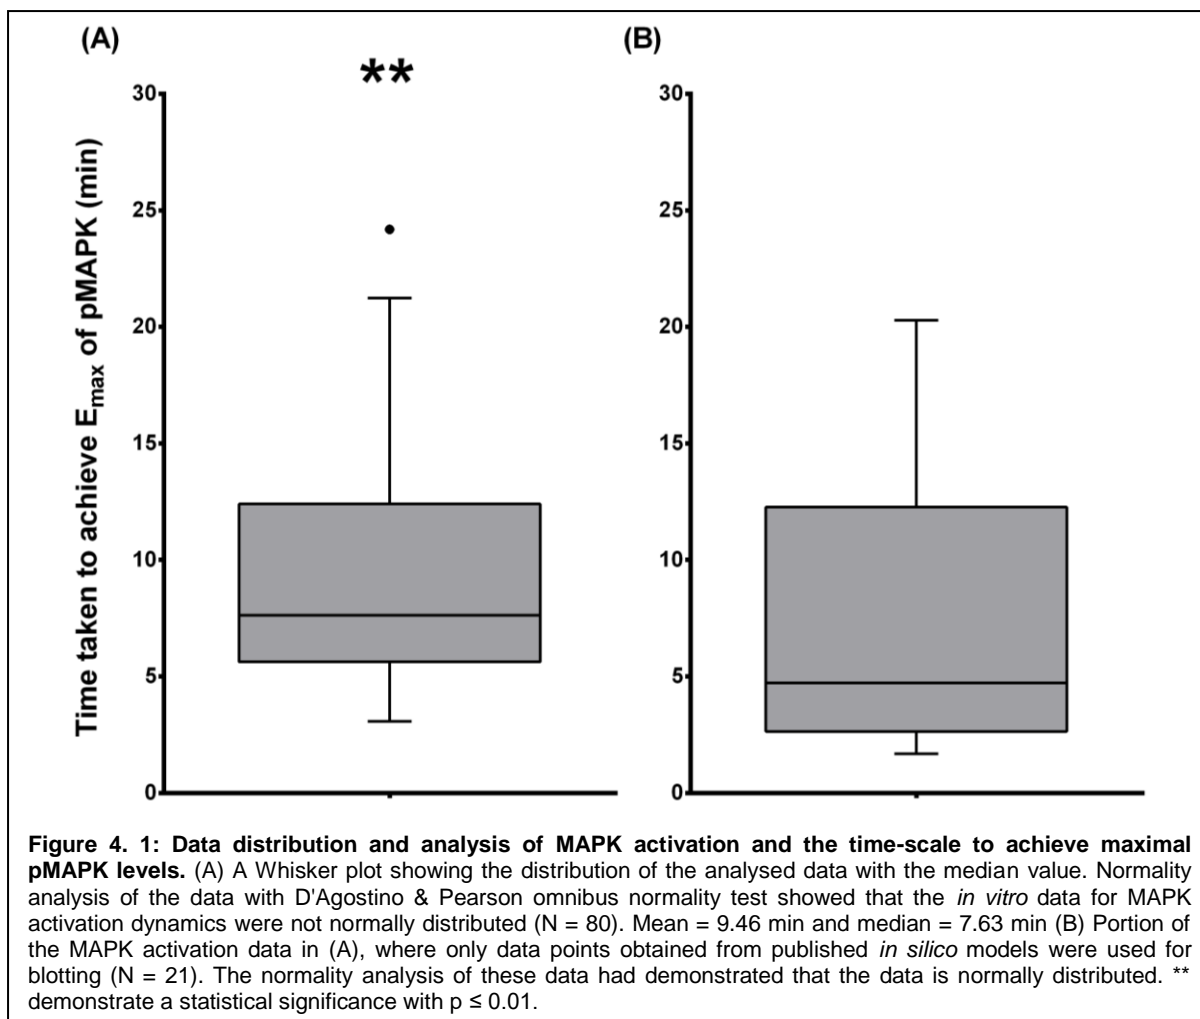 (A)
(B)
**
Time taken to achieve Emax of pMAPK (min)
30
25
20
15
10
5
0
30
25
20
15
10
5
0
Figure 4. 1: Data distribution and analysis of MAPK activation and the time-scale to achieve maximal
pMAPK levels. (A) A Whisker plot showing the distribution of the analysed data with the median value. Normality
analysis of the data with D'Agostino & Pearson omnibus normality test showed that the in vitro data for MAPK
activation dynamics were not normally distributed (N = 80). Mean = 9.46 min and median = 7.63 min (B) Portion of
the MAPK activation data in (A), where only data points obtained from published in silico models were used for
blotting (N = 21). The normality analysis of these data had demonstrated that the data is normally distributed. **
demonstrate a statistical significance with p ≤ 0.01.